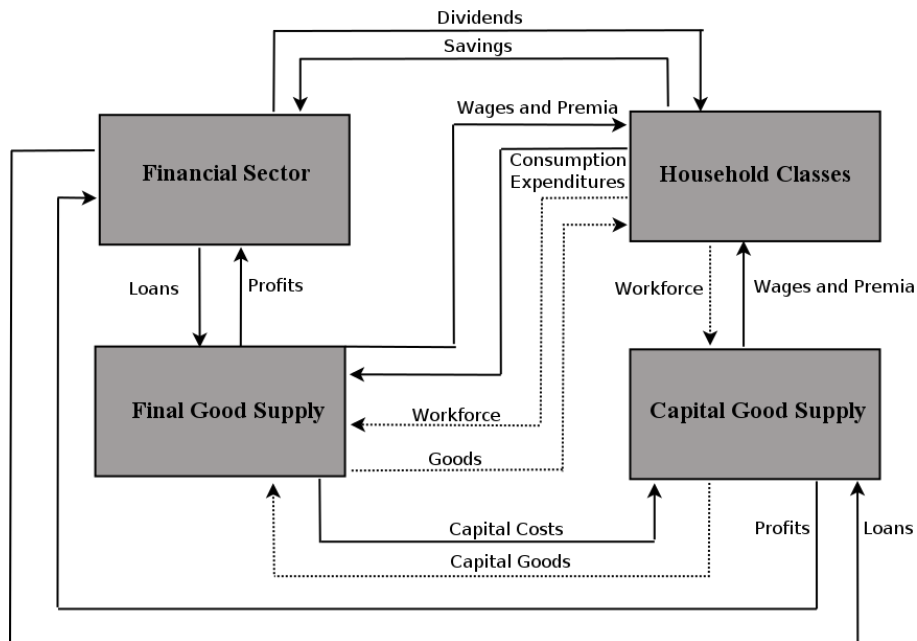 Dividends
Savings
Wages and Premia
Financial Sector
Consumption
Expenditures
Household Classes
Loans
Profits
Workforce
Wages and Premia
Final Good Supply
Workforce
Goods
Capital Good Supply
Capital Costs
Capital Goods
Profits
Loans